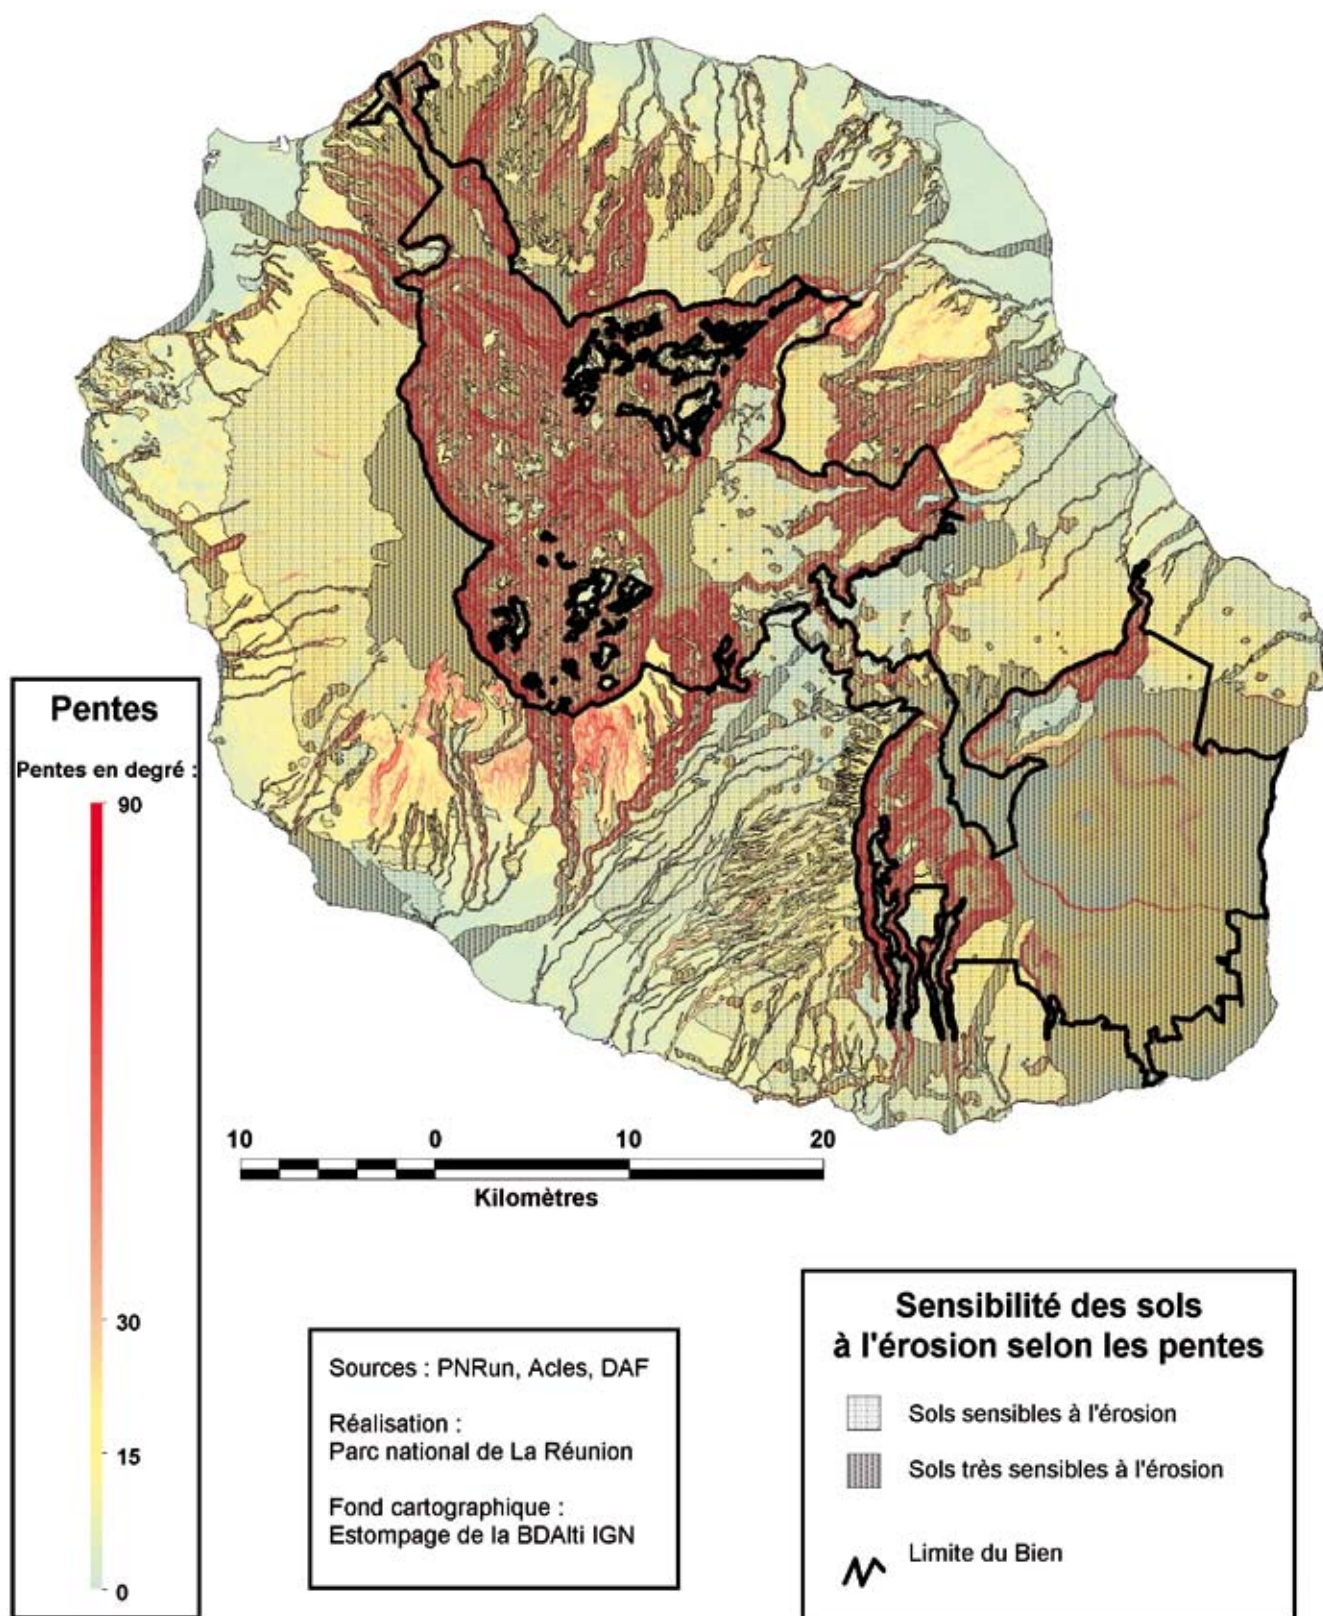 Pentes
Pentes en degré :
90
30
15
0
10 0 10 20
Kilomètres
Sources : PNRun, Acles, DAF
Réalisation :
Parc national de La Réunion
Fond cartographique :
Estompage de la BDAlti IGN
Sensibilité des sols
à l'érosion selon les pentes
Sols sensibles à l'érosion
Sols très sensibles à l'érosion
Limite du Bien